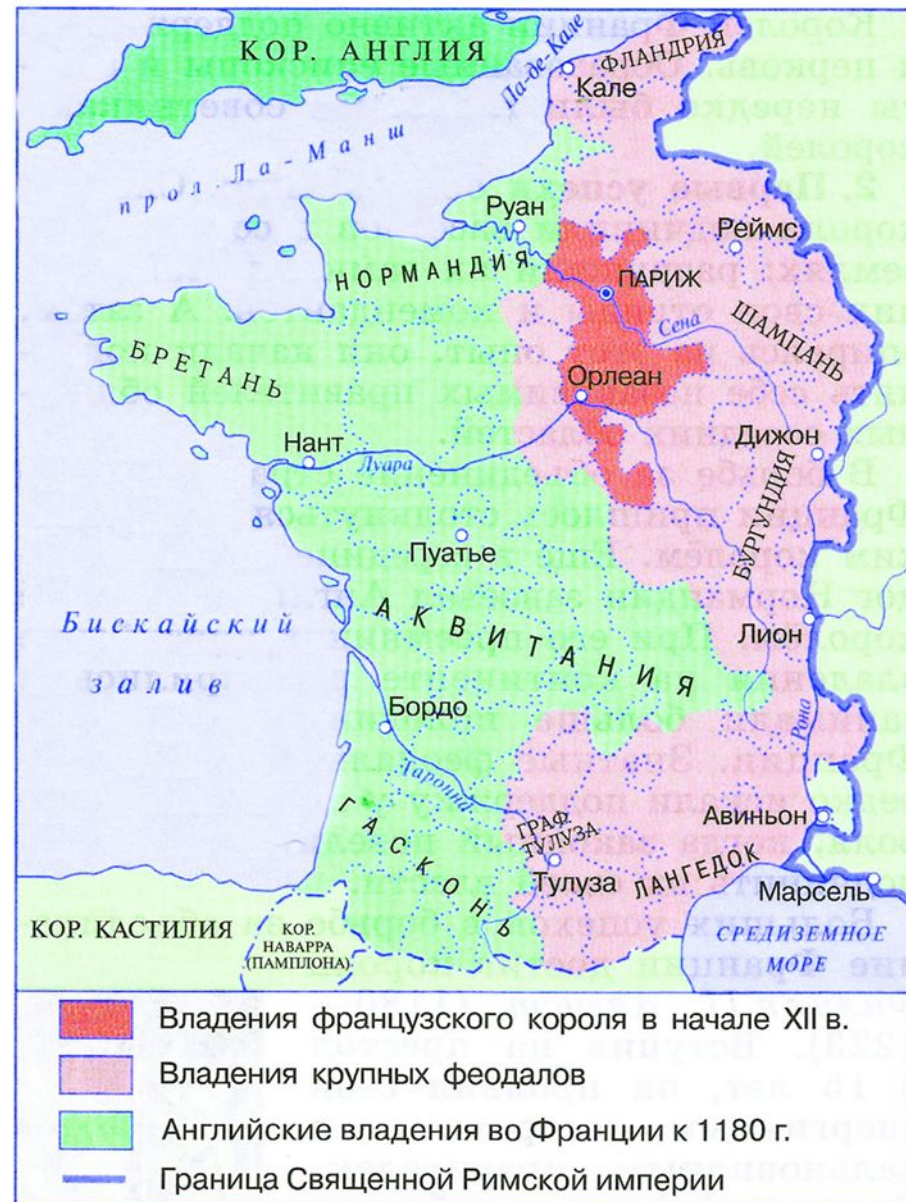 КОР. АНГЛИЯ
Па-де-Кале
ФЛАНДРИЯ
Кале
прол. Ла-Манш
Руан
Реймс
НОРМАНДИЯ
ПАРИЖ
Сена
ШАМПАНЬ
БРЕТАНЬ
Орлеан
Нант
Луара
Дижон
БУРГУНДИЯ
Пуатье
АКВИТАНИЯ
Бискайский
залив
Лион
Бордо
Рона
Гаронна
ГАСКОНЬ
ГРАФ.
ТУЛУЗА
Тулуза
Авиньон
ЛАНГЕДОК
Марсель
КОР. КАСТИЛИЯ
КОР.
НАВАРРА
(ПАМПЛОНА)
СРЕДИЗЕМНОЕ
МОРЕ
Владения французского короля в начале XII в.
Владения крупных феодалов
Английские владения во Франции к 1180 г.
Граница Священной Римской империи